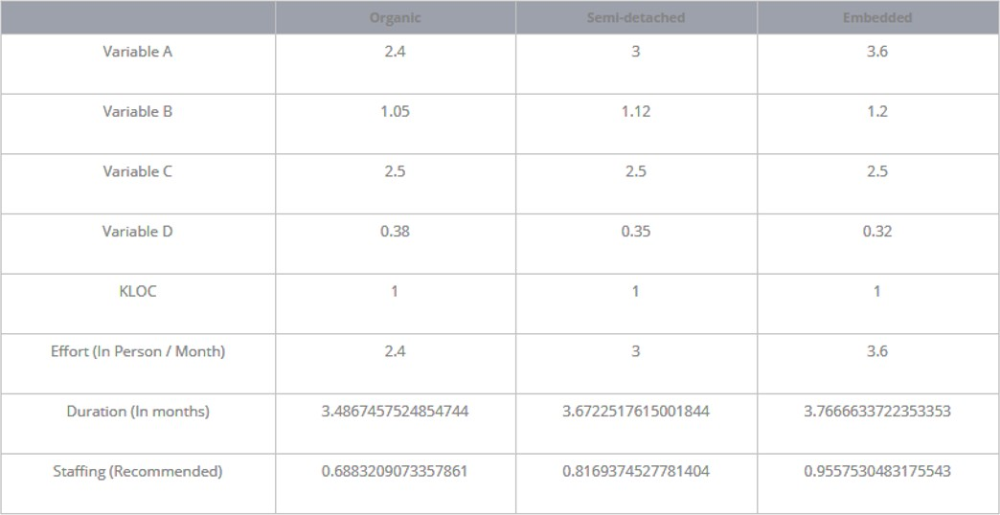 Organic Semi-detached Embedded
Variable A 2.4 3 3.6
Variable B 1.05 1.12 1.2
Variable C 2.5 2.5 2.5
Variable D 0.38 0.35 0.32
KLOC 1 1 1
Effort (In Person / Month) 2.4 3 3.6
Duration (In months) 3.4867457524854744 3.6722517615001844 3.7666633722353353
Staffing (Recommended) 0.6883209073357861 0.8169374527781404 0.9557530483175543